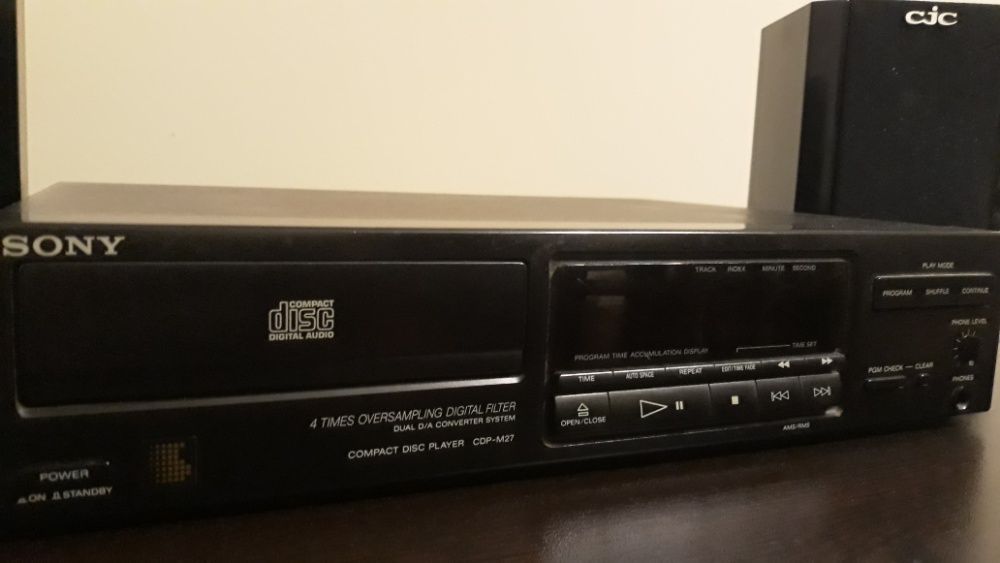 cjc
SONY
COMPACT
disc
DIGITAL AUDIO
4 TIMES OVERSAMPLING DIGITAL FILTER
DUAL D/A CONVERTER SYSTEM
COMPACT DISC PLAYER CDP-M27
POWER
ON STANDBY
TRACK INDEX MINUTE SECOND
PROGRAM TIME ACCUMULATION DISPLAY
TIME SET
TIME AUTO SPACE REPEAT EDIT/TIME FADE
OPEN/CLOSE
AMS/RMS
PLAY MODE
PROGRAM SHUFFLE CONTINUE
PHONE LEVEL
10
PGM CHECK — CLEAR
PHONES